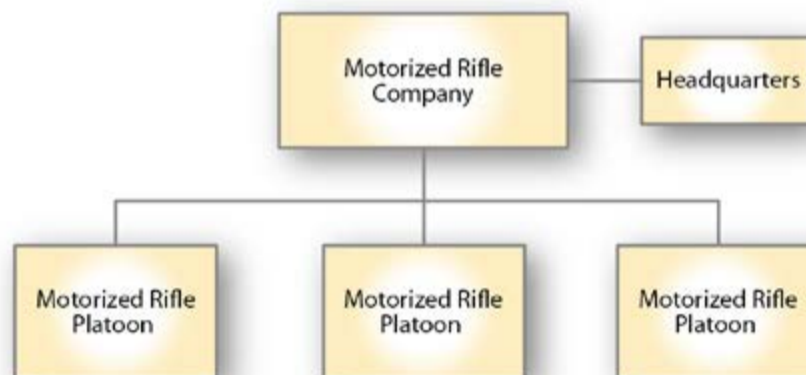 Motorized Rifle
Company
Headquarters
Motorized Rifle
Platoon
Motorized Rifle
Platoon
Motorized Rifle
Platoon